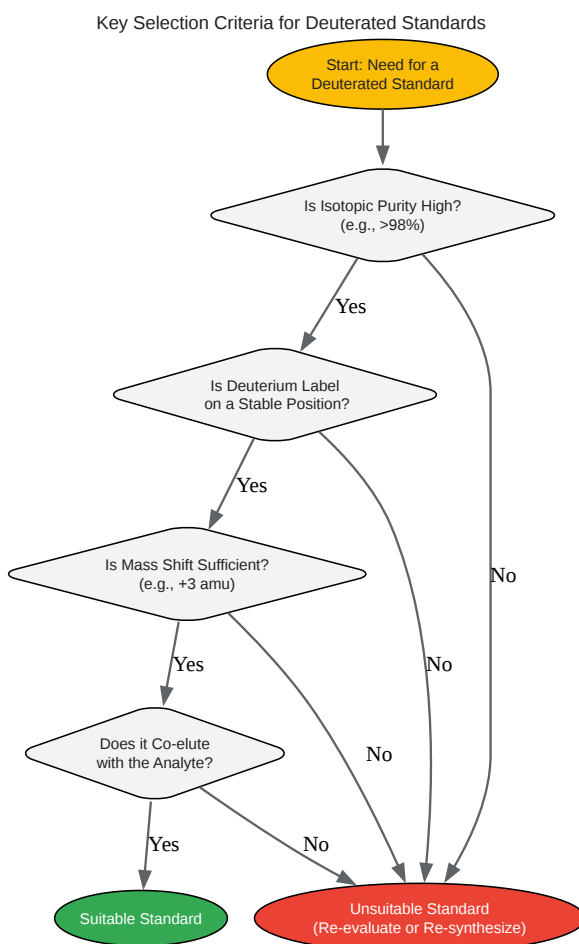 Key Selection Criteria for Deuterated Standards
Start: Need for a
Deuterated Standard
Is Isotopic Purity High?
(e.g., >98%)
Yes
Is Deuterium Label
on a Stable Position?
Yes
Is Mass Shift Sufficient?
(e.g., +3 amu)
No
Yes
No
Does it Co-elute
with the Analyte?
No
Yes
No
Suitable Standard
Unsuitable Standard
(Re-evaluate or Re-synthesize)